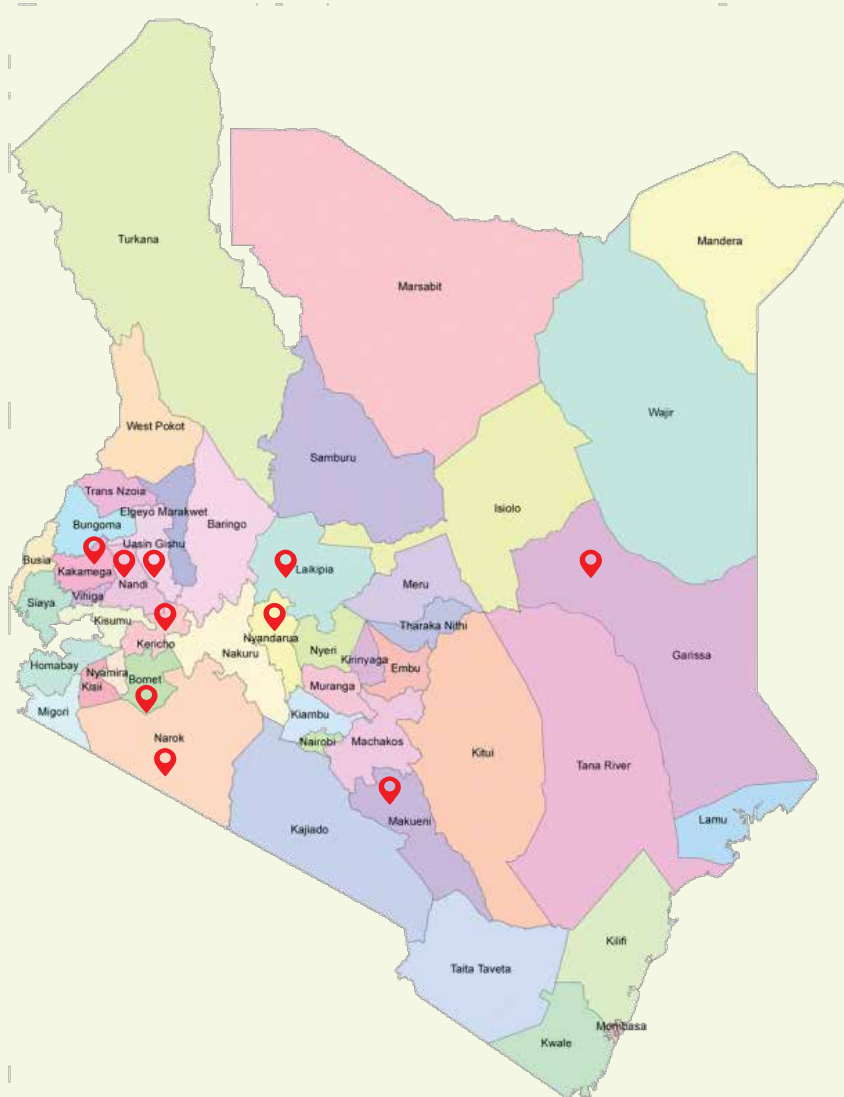 Turkana
Mandera
Marsabit
Wajir
West Pokot
Samburu
Trans Nzoia
Isiolo
Elgeyo Marakwet
Bungoma
Baringo
Uasin Gishu
Busia
Kakamega
Laikipia
Nandi
Meru
Vihiga
Siaya
Kisumu
Tharaka Nithi
Nyandarua
Kericho
Nyeri
Nakuru
Kirinyaga
Garissa
Homabay
Embu
Nyamira
Bomet
Kisii
Muranga
Migori
Kiambu
Narok
Nairobi
Machakos
Kitui
Tana River
Lamu
Makueni
Kajiado
Kilifi
Taita Taveta
Mombasa
Kwale